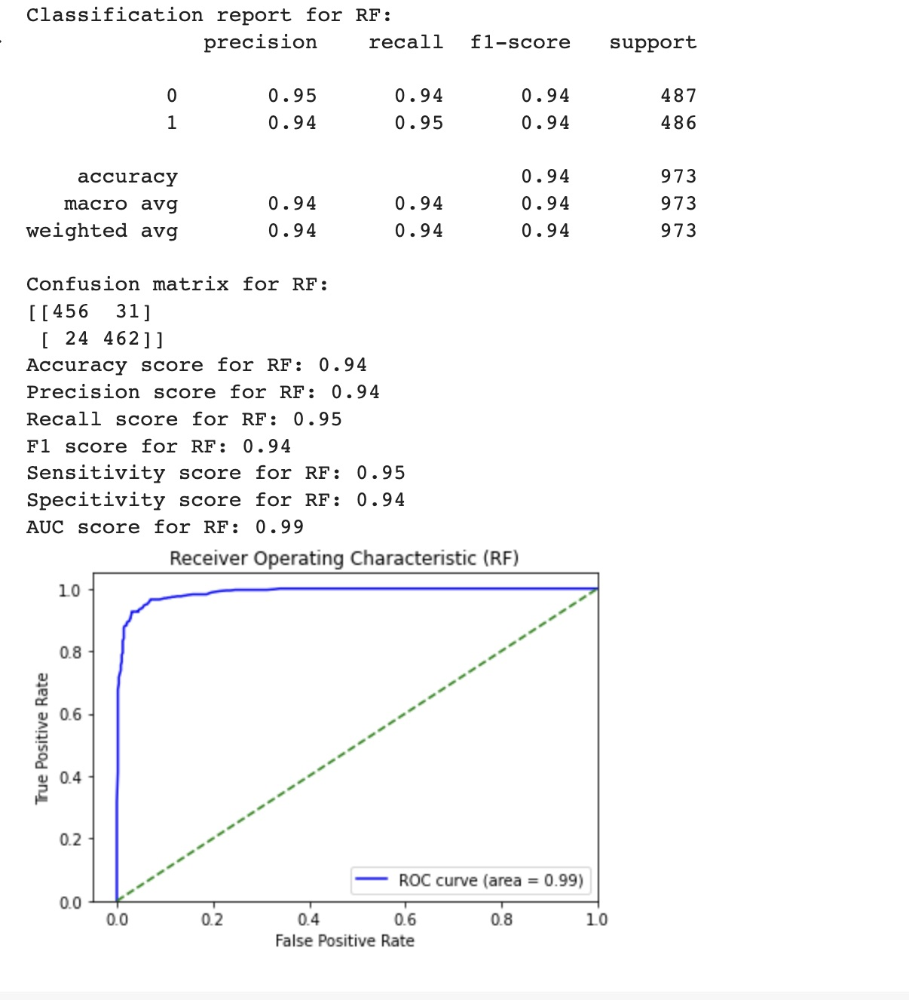 Classification report for RF:
precision recall f1-score support
0 0.95 0.94 0.94 487
1 0.94 0.95 0.94 486
accuracy 0.94 973
macro avg 0.94 0.94 0.94 973
weighted avg 0.94 0.94 0.94 973
Confusion matrix for RF:
[[456 31]
[ 24 462]]
Accuracy score for RF: 0.94
Precision score for RF: 0.94
Recall score for RF: 0.95
F1 score for RF: 0.94
Sensitivity score for RF: 0.95
Specitivity score for RF: 0.94
AUC score for RF: 0.99
Receiver Operating Characteristic (RF)
1.0
0.8
0.6
0.4
0.2
0.0
True Positive Rate
ROC curve (area = 0.99)
0.0 0.2 0.4 0.6 0.8 1.0
False Positive Rate